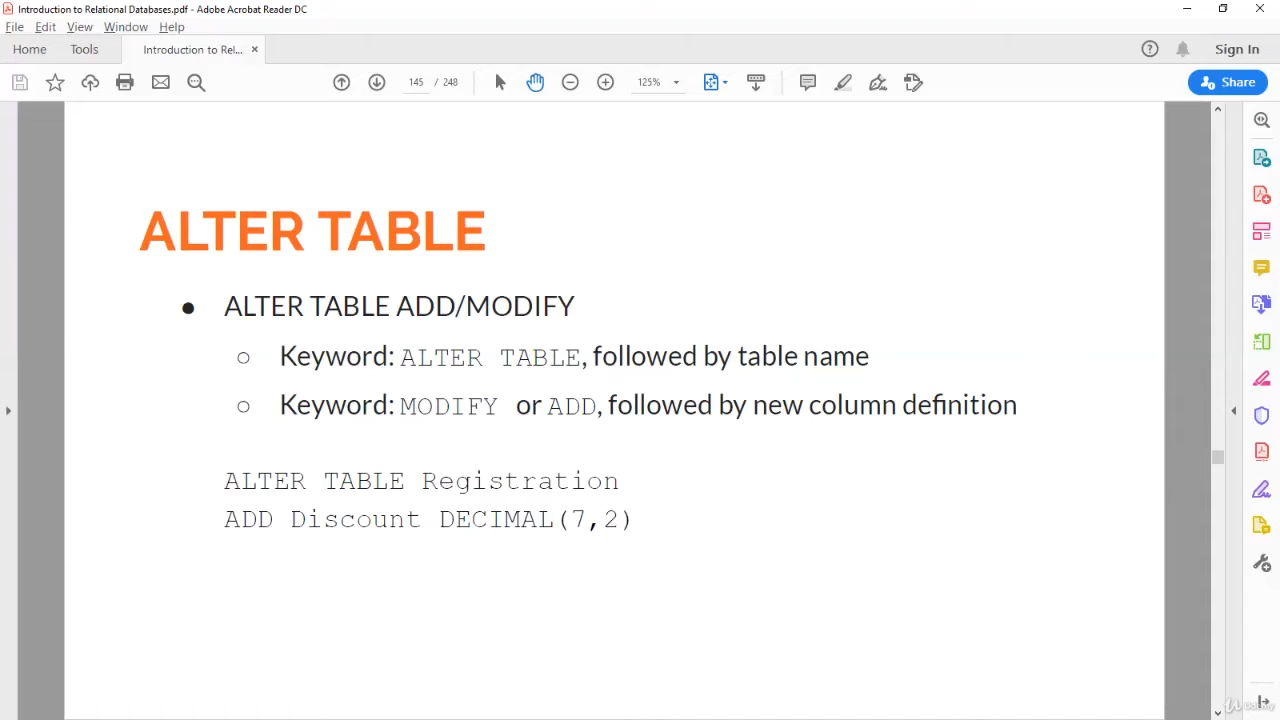 Introduction to Relational Databases.pdf - Adobe Acrobat Reader DC
File Edit View Window Help
Home Tools Introduction to Rel... × Sign In
145 / 248 125% Share
ALTER TABLE
● ALTER TABLE ADD/MODIFY
○ Keyword: ALTER TABLE, followed by table name
○ Keyword: MODIFY or ADD, followed by new column definition
ALTER TABLE Registration
ADD Discount DECIMAL(7,2)
Udemy